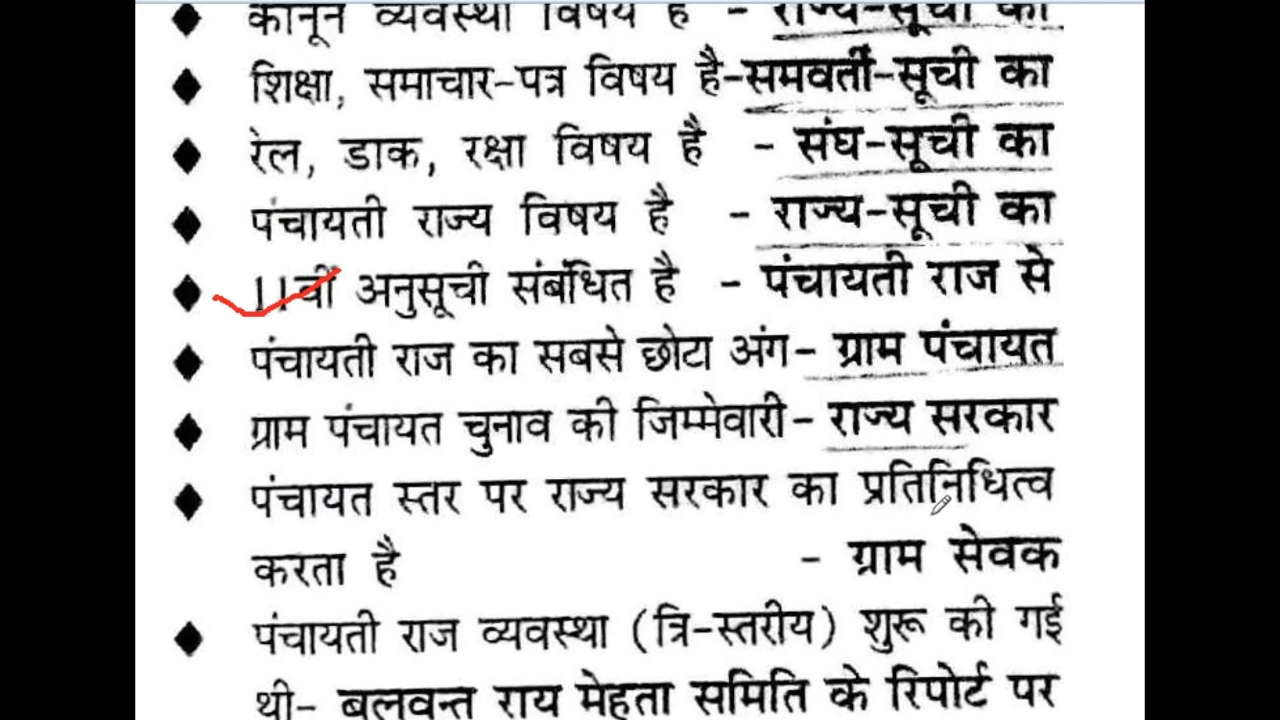 कानून व्यवस्था विषय है - राज्य-सूची का
शिक्षा, समाचार-पत्र विषय है-समवर्ती-सूची का
रेल, डाक, रक्षा विषय है - संघ-सूची का
पंचायती राज्य विषय है - राज्य-सूची का
11वीं अनुसूची संबंधित है - पंचायती राज से
पंचायती राज का सबसे छोटा अंग- ग्राम पंचायत
ग्राम पंचायत चुनाव की जिम्मेवारी- राज्य सरकार
पंचायत स्तर पर राज्य सरकार का प्रतिनिधित्व
करता है - ग्राम सेवक
पंचायती राज व्यवस्था (त्रि-स्तरीय) शुरू की गई
थी- बलवन्त राय मेहता समिति के रिपोर्ट पर